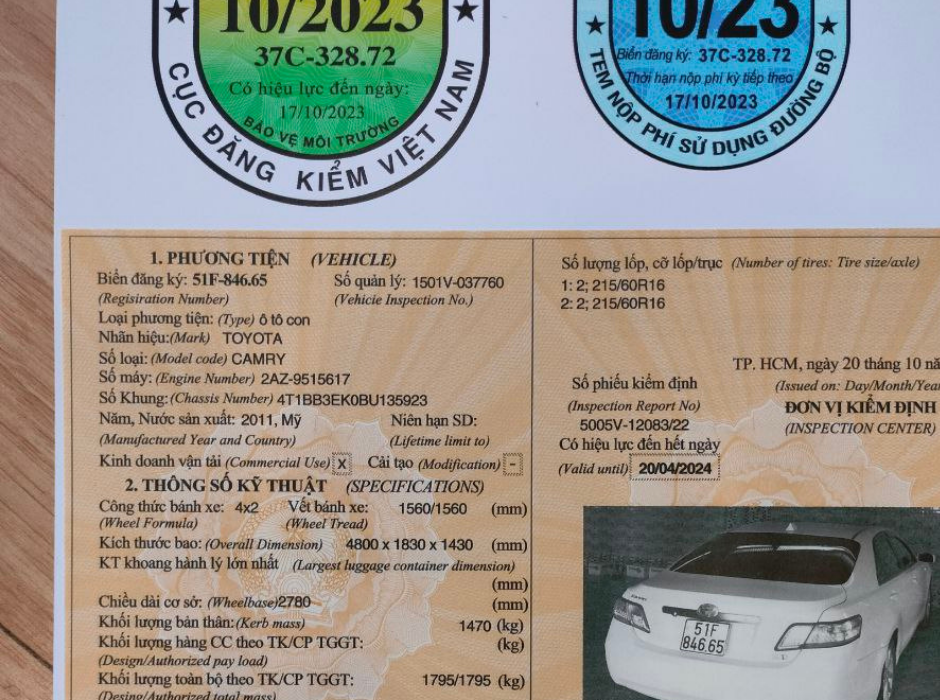 10/2023
37C-328.72
Có hiệu lực đến ngày:
17/10/2023
BẢO VỆ MÔI TRƯỜNG
CỤC ĐĂNG KIỂM VIỆT NAM
10/23
Biển đăng ký: 37C-328.72
Thời hạn nộp phí kỳ tiếp theo
17/10/2023
TEM NỘP PHÍ SỬ DỤNG ĐƯỜNG BỘ
1. PHƯƠNG TIỆN (VEHICLE)
Biển đăng ký: 51F-846.65 Số quản lý: 1501V-037760
(Regisiration Number) (Vehicie Inspection No.)
Loại phương tiện: (Type) ô tô con
Nhãn hiệu:(Mark) TOYOTA
Số loại: (Model code) CAMRY
Số máy: (Engine Number) 2AZ-9515617
Số Khung: (Chassis Number) 4T1BB3EK0BU135923
Năm, Nước sản xuất: 2011, Mỹ Niên hạn SD:
(Manufactured Year and Country) (Lifetime limit to)
Kinh doanh vận tải (Commercial Use) X Cải tạo (Modification) -
2. THÔNG SỐ KỸ THUẬT (SPECIFICATIONS)
Công thức bánh xe: 4x2 Vết bánh xe: 1560/1560 (mm)
(Wheel Formula) (Wheel Tread)
Kích thước bao: (Overall Dimension) 4800 x 1830 x 1430 (mm)
KT khoang hành lý lớn nhất (Largest luggage container dimension)
(mm)
Chiều dài cơ sở: (Wheelbase)2780 (mm)
Khối lượng bản thân: (Kerb mass) 1470 (kg)
Khối lượng hàng CC theo TK/CP TGGT: (kg)
(Design/Authorized pay load)
Khối lượng toàn bộ theo TK/CP TGGT: 1795/1795 (kg)
(Desing/Authorized total mass)
Số lượng lốp, cỡ lốp/trục (Number of tires: Tire size/axle)
1: 2; 215/60R16
2: 2; 215/60R16
TP. HCM, ngày 20 tháng 10 nă
Số phiếu kiểm định (Issued on: Day/Month/Year
(Inspection Report No) ĐƠN VỊ KIỂM ĐỊNH
5005V-12083/22 (INSPECTION CENTER)
Có hiệu lực đến hết ngày
(Valid until) 20/04/2024
51F
846.65